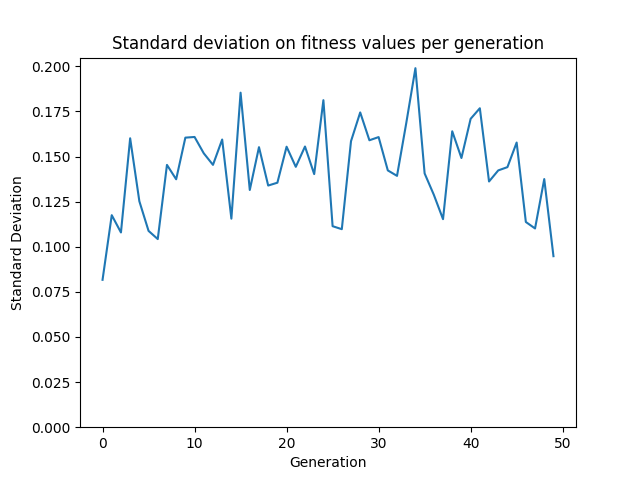 Standard deviation on fitness values per generation
Standard Deviation
0.200
0.175
0.150
0.125
0.100
0.075
0.050
0.025
0.000
0 10 20 30 40 50
Generation